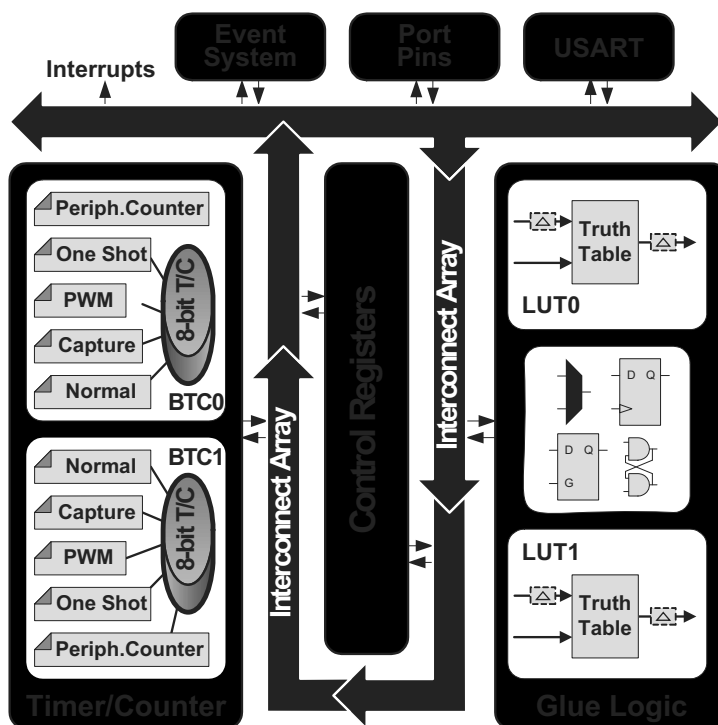 Event
System
Port
Pins
USART
Interrupts
Periph.Counter
One Shot
PWM
Capture
Normal
8-bit T/C
BTC0
Normal
Capture
PWM
One Shot
Periph.Counter
8-bit T/C
BTC1
Timer/Counter
Interconnect Array
Control Registers
Interconnect Array
Truth
Table
LUT0
D Q
D Q
G
LUT1
Truth
Table
Glue Logic